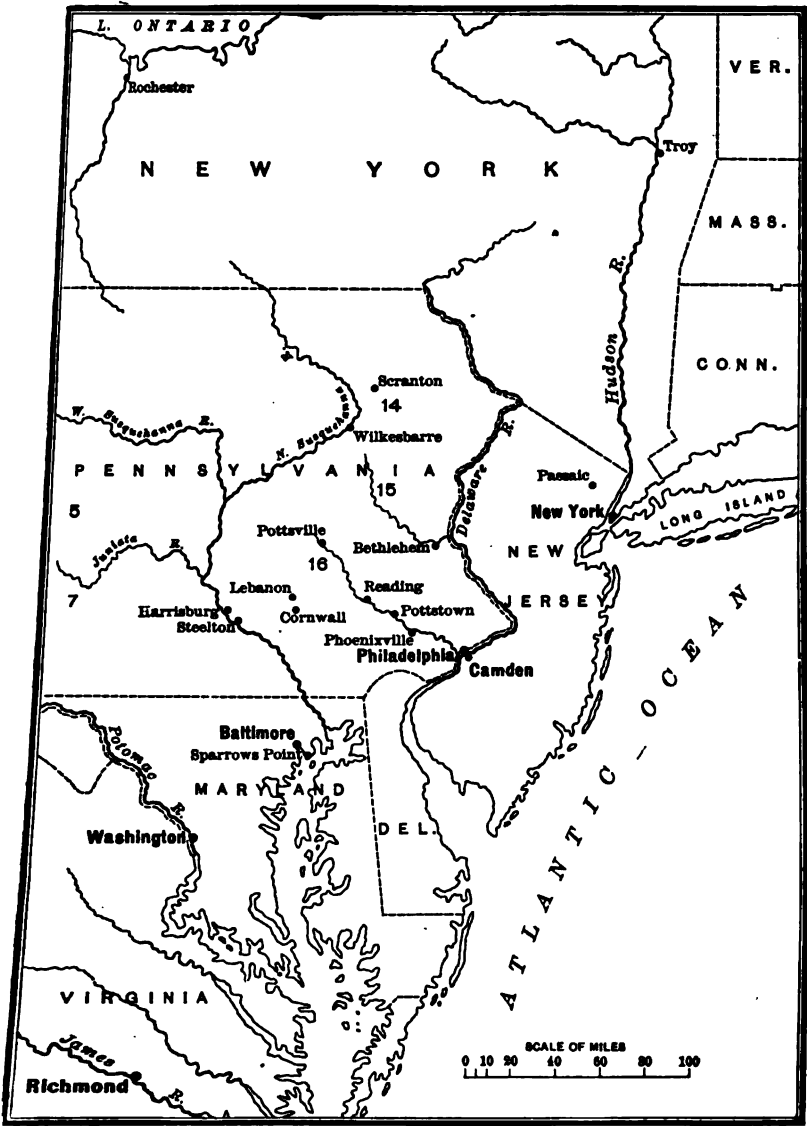 L. ONTARIO
Rochester
VER.
NEW YORK
Troy
MASS.
Hudson R.
CONN.
N. Susquehanna
Scranton
14
W. Susquehanna R.
Wilkesbarre
PENNSYLVANIA
15
Delaware R.
Passaic
New York
LONG ISLAND
5
Pottsville
Bethlehem
NEW
JERSEY
16
Juniata R.
7
Lebanon
Reading
Harrisburg
Cornwall
Pottstown
Steelton
Phoenixville
Philadelphia
Camden
ATLANTIC - OCEAN
Potomac R.
Baltimore
Sparrows Point
MARYLAND
DEL.
Washington
VIRGINIA
James R.
Richmond
SCALE OF MILES
0 10 20 40 60 80 100